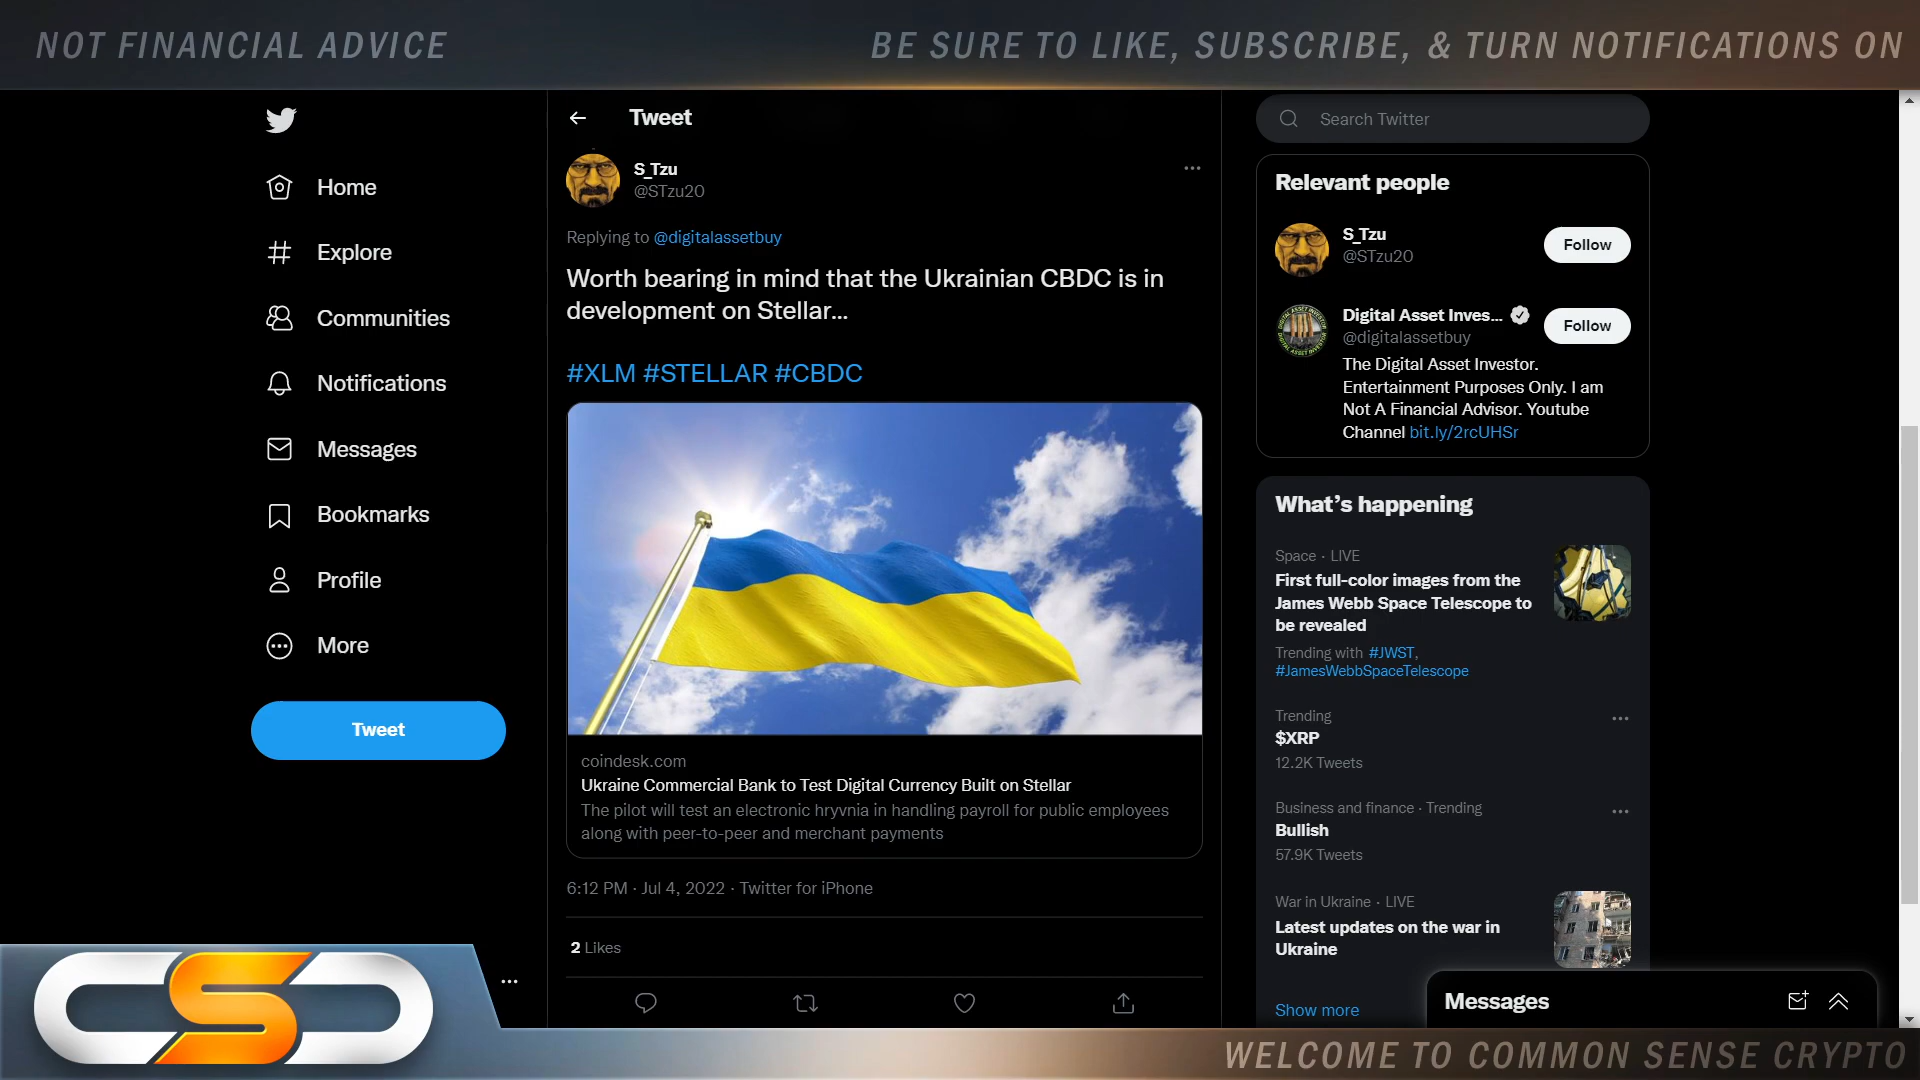 NOT FINANCIAL ADVICE
BE SURE TO LIKE, SUBSCRIBE, & TURN NOTIFICATIONS ON
Home
Explore
Communities
Notifications
Messages
Bookmarks
Profile
More
Tweet
Tweet
S_Tzu
@STzu20
Replying to @digitalassetbuy
Worth bearing in mind that the Ukrainian CBDC is in
development on Stellar...
#XLM #STELLAR #CBDC
coindesk.com
Ukraine Commercial Bank to Test Digital Currency Built on Stellar
The pilot will test an electronic hryvnia in handling payroll for public employees
along with peer-to-peer and merchant payments
6:12 PM · Jul 4, 2022 · Twitter for iPhone
2 Likes
Search Twitter
Relevant people
S_Tzu
@STzu20
Follow
Digital Asset Inves...
@digitalassetbuy
Follow
The Digital Asset Investor.
Entertainment Purposes Only. I am
Not A Financial Advisor. Youtube
Channel bit.ly/2rcUHSr
What's happening
Space · LIVE
First full-color images from the
James Webb Space Telescope to
be revealed
Trending with #JWST,
#JamesWebbSpaceTelescope
Trending
$XRP
12.2K Tweets
Business and finance · Trending
Bullish
57.9K Tweets
War in Ukraine · LIVE
Latest updates on the war in
Ukraine
Show more
Messages
CSC
WELCOME TO COMMON SENSE CRYPTO